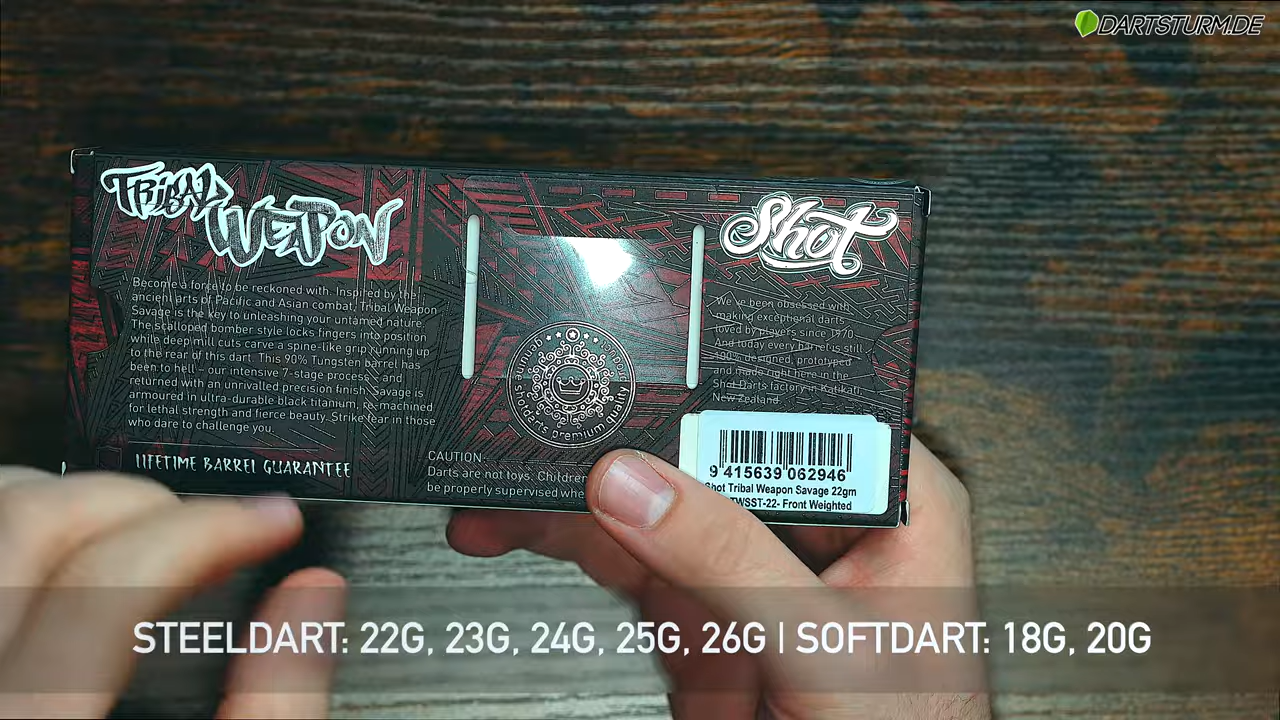 DARTSTURM.DE
TRIBAL
WEAPON
Become a force to be reckoned with. Inspired by the
ancient arts of Pacific and Asian combat, Tribal Weapon
Savage is the key to unleashing your untamed nature.
The scalloped bomber style locks fingers into position
while deep mill cuts carve a spine-like grip running up
to the rear of this dart. This 90% Tungsten barrel has
been to hell – our intensive 7-stage process – and
returned with an unrivalled precision finish. Savage is
armoured in ultra-durable black titanium, re-machined
for lethal strength and fierce beauty. Strike fear in those
who dare to challenge you.
LIFETIME BARREL GUARANTEE
genuine product
shotdarts premium quality
CAUTION
Darts are not toys. Children
be properly supervised
Shot
We've been obsessed with
making exceptional darts
loved by players since 1970.
And today every barrel is still
100% designed, prototyped
and made right here in the
Shot Darts factory in Katikati,
New Zealand.
9 415639 062946
Shot Tribal Weapon Savage 22gm
TWSST-22- Front Weighted
STEELDART: 22G, 23G, 24G, 25G, 26G | SOFTDART: 18G, 20G